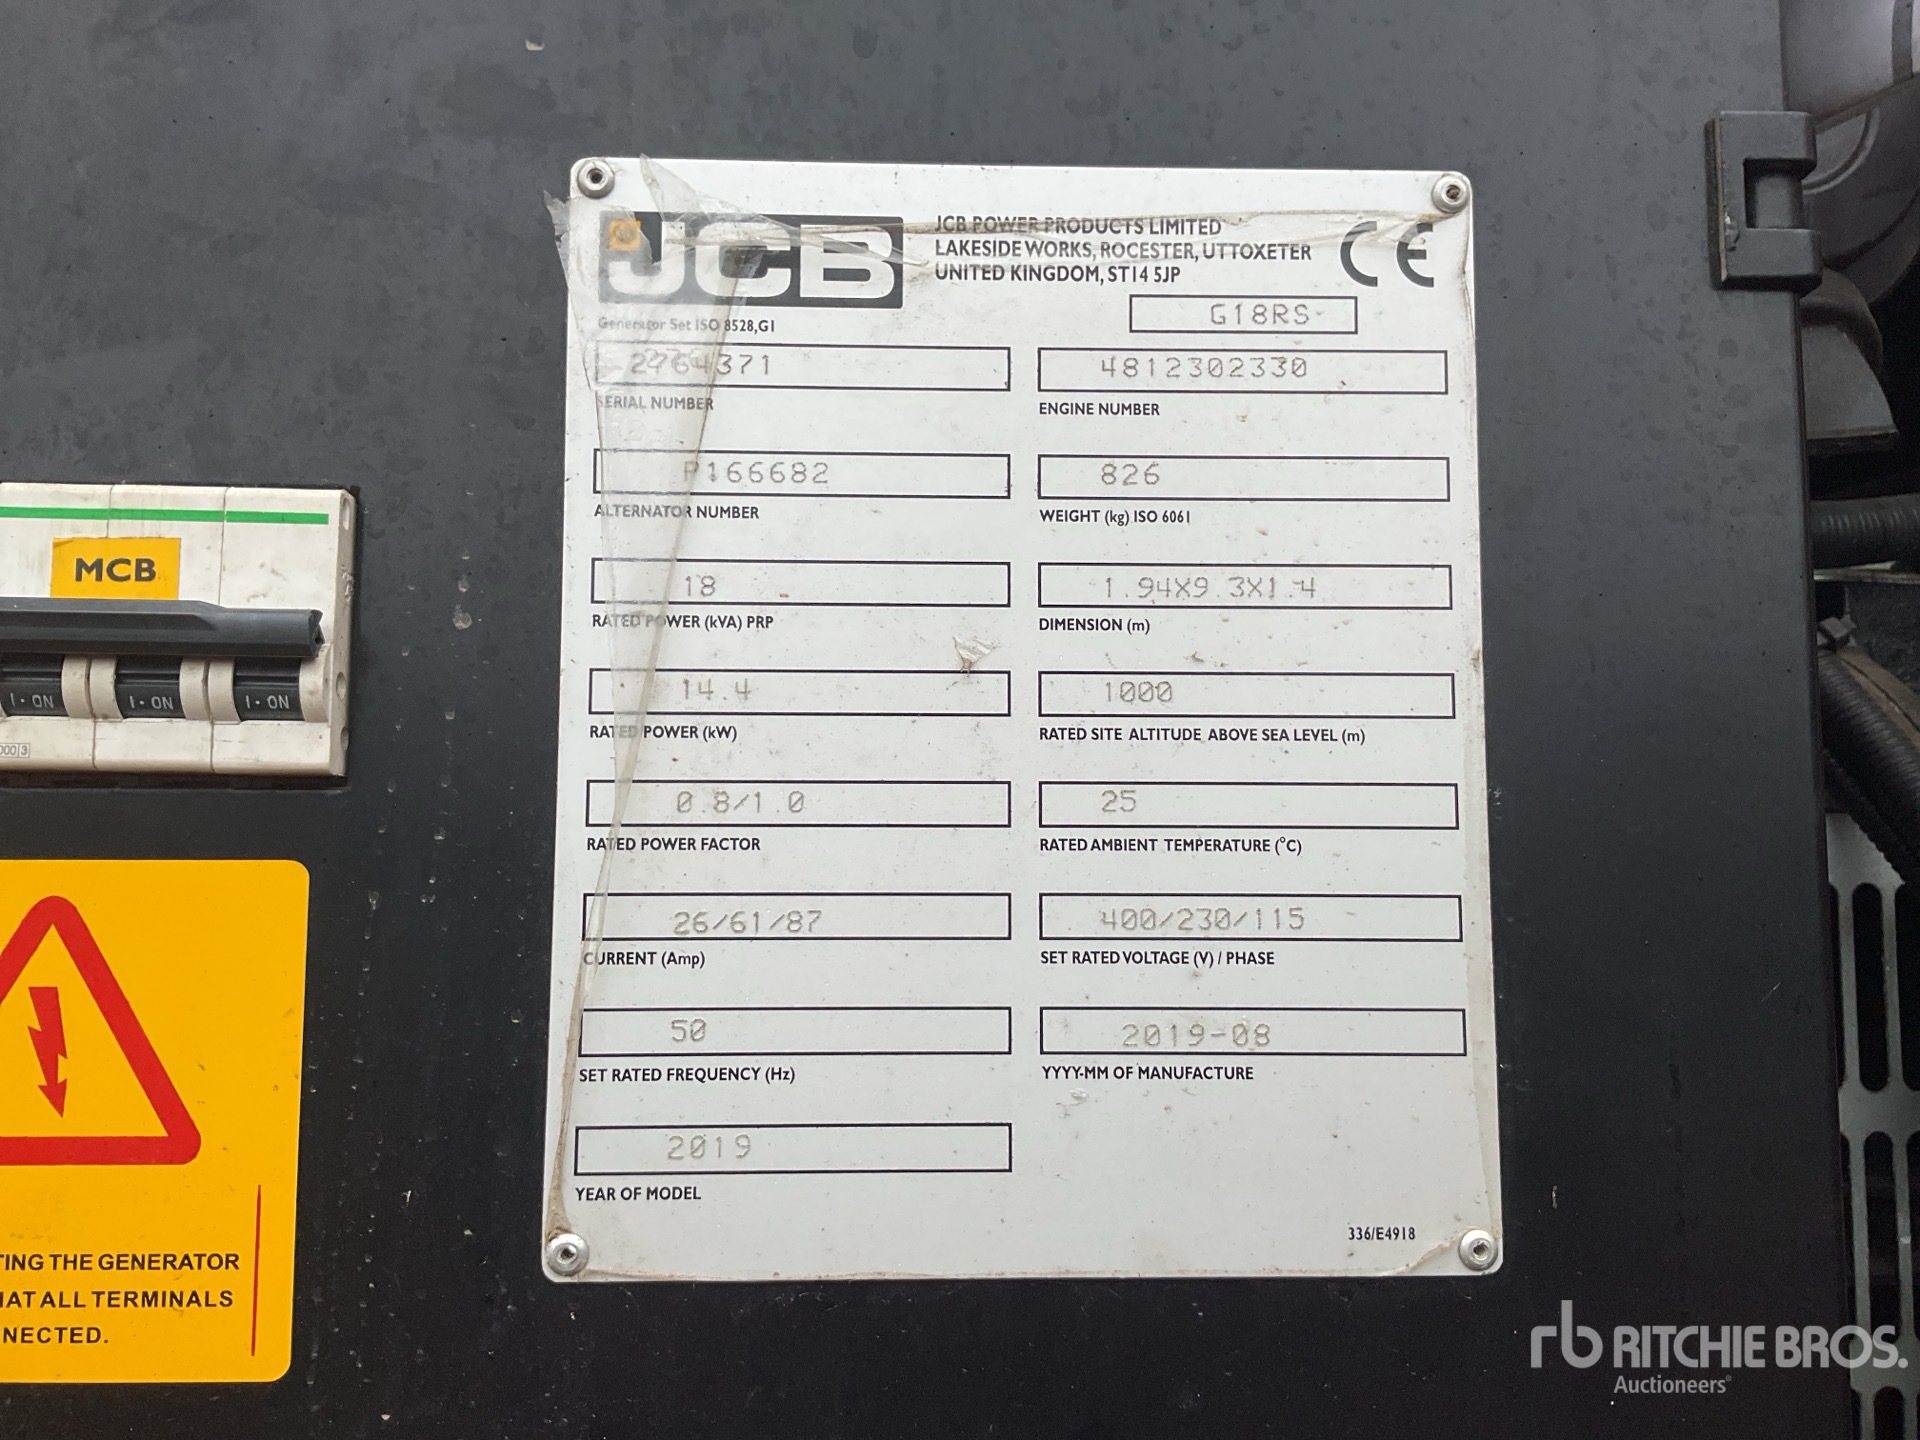 JCB
JCB POWER PRODUCTS LIMITED
LAKESIDE WORKS, ROCESTER, UTTOXETER
UNITED KINGDOM, ST14 5JP
CE
Generator Set ISO 8528,G1
G18RS
2764371
SERIAL NUMBER
4812302330
ENGINE NUMBER
P166682
ALTERNATOR NUMBER
826
WEIGHT (kg) ISO 6061
18
RATED POWER (kVA) PRP
1.94X9.3X1.4
DIMENSION (m)
14.4
RATED POWER (kW)
1000
RATED SITE ALTITUDE ABOVE SEA LEVEL (m)
0.8/1.0
RATED POWER FACTOR
25
RATED AMBIENT TEMPERATURE (°C)
26/61/87
CURRENT (Amp)
400/230/115
SET RATED VOLTAGE (V) / PHASE
50
SET RATED FREQUENCY (Hz)
2019-08
YYYY-MM OF MANUFACTURE
2019
YEAR OF MODEL
336/E4918
MCB
I·ON
I·ON
I·ON
TING THE GENERATOR
HAT ALL TERMINALS
NNECTED.
rb RITCHIE BROS.
Auctioneers